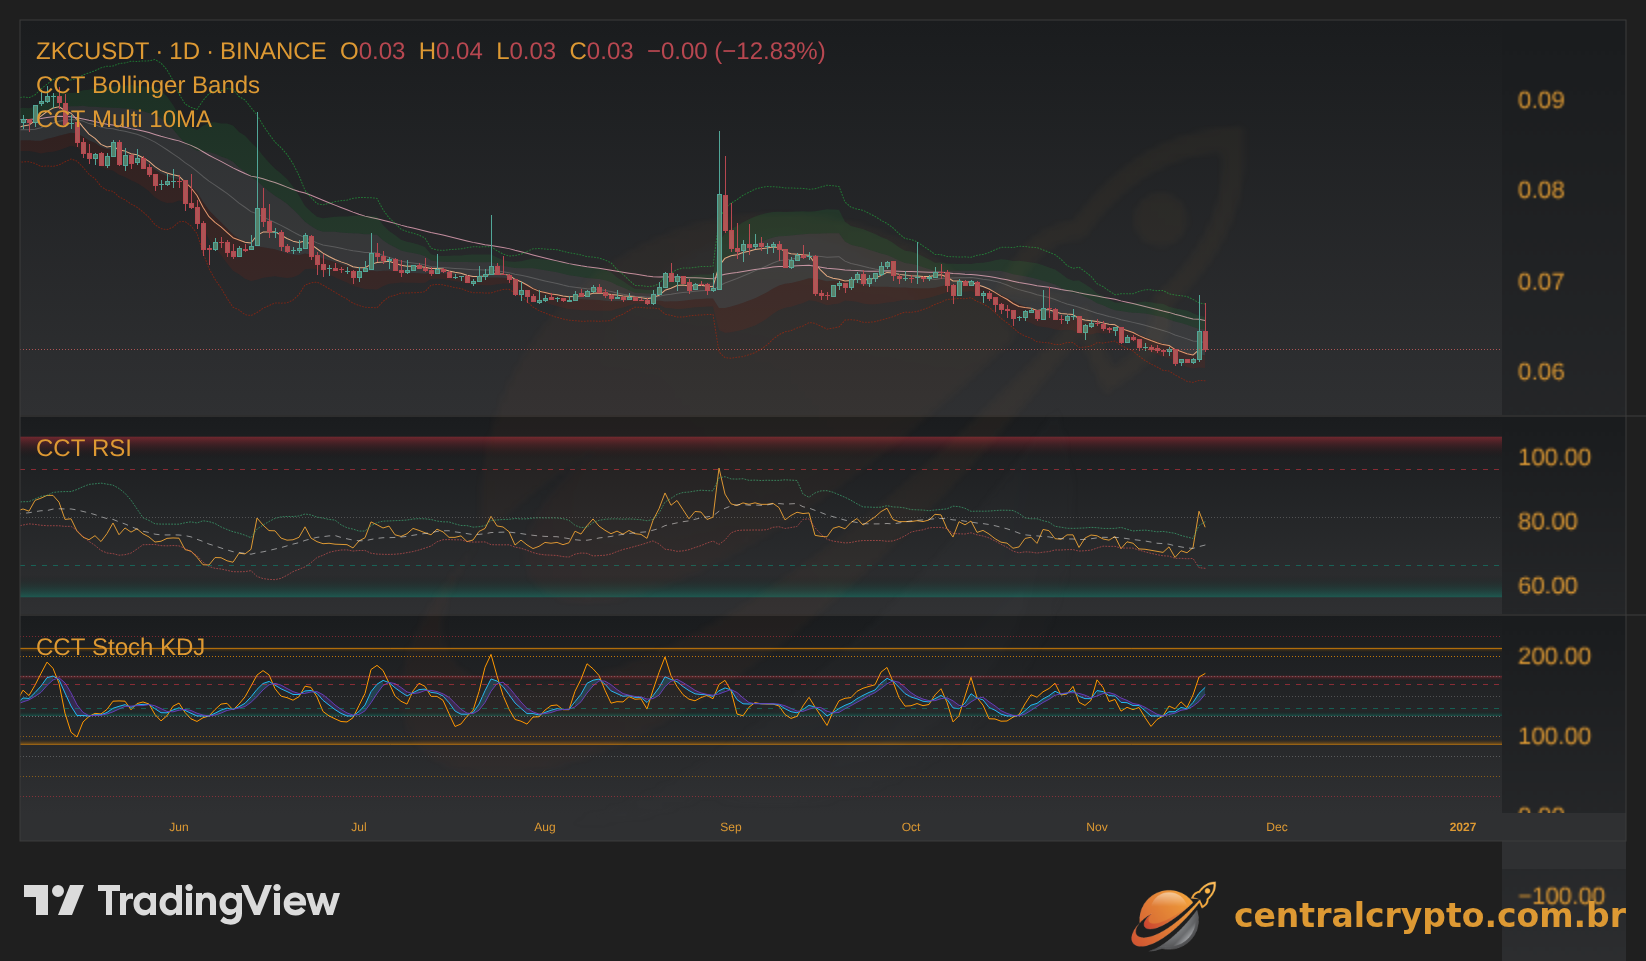 ZKCUSDT · 1D · BINANCE O0.03 H0.04 L0.03 C0.03 −0.00 (−12.83%)
CCT Bollinger Bands
CCT Multi 10MA
0.09
0.08
0.07
0.06
CCT RSI
100.00
80.00
60.00
CCT Stoch KDJ
200.00
100.00
0.00
Jun Jul Aug Sep Oct Nov Dec 2027
−100.00
TradingView
centralcrypto.com.br